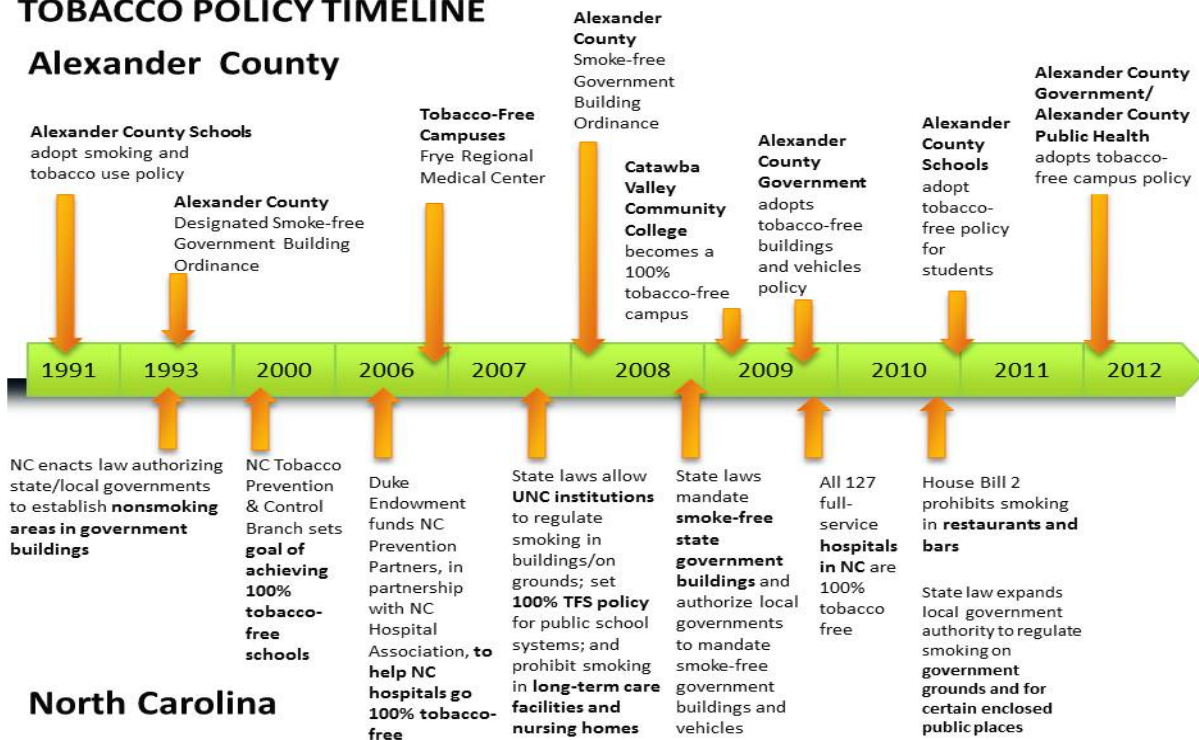 TOBACCO POLICY TIMELINE
Alexander County
Alexander County Schools
adopt smoking and
tobacco use policy
Alexander County
Designated Smoke-free
Government Building
Ordinance
Tobacco-Free
Campuses
Frye Regional
Medical Center
Alexander
County
Smoke-free
Government
Building
Ordinance
Catawba
Valley
Community
College
becomes a
100%
tobacco-free
campus
Alexander
County
Government
adopts
tobacco-free
buildings
and vehicles
policy
Alexander
County
Schools
adopt
tobacco-
free policy
for
students
Alexander County
Government/
Alexander County
Public Health
adopts tobacco-
free campus policy
1991 1993 2000 2006 2007 2008 2009 2010 2011 2012
NC enacts law authorizing
state/local governments
to establish nonsmoking
areas in government
buildings
NC Tobacco
Prevention
& Control
Branch sets
goal of
achieving
100%
tobacco-
free
schools
Duke
Endowment
funds NC
Prevention
Partners, in
partnership
with NC
Hospital
Association, to
help NC
hospitals go
100% tobacco-
free
State laws allow
UNC institutions
to regulate
smoking in
buildings/on
grounds; set
100% TFS policy
for public school
systems; and
prohibit smoking
in long-term care
facilities and
nursing homes
State laws
mandate
smoke-free
state
government
buildings and
authorize local
governments
to mandate
smoke-free
government
buildings and
vehicles
All 127
full-
service
hospitals
in NC are
100%
tobacco
free
House Bill 2
prohibits smoking
in restaurants and
bars
State law expands
local government
authority to regulate
smoking on
government
grounds and for
certain enclosed
public places
North Carolina